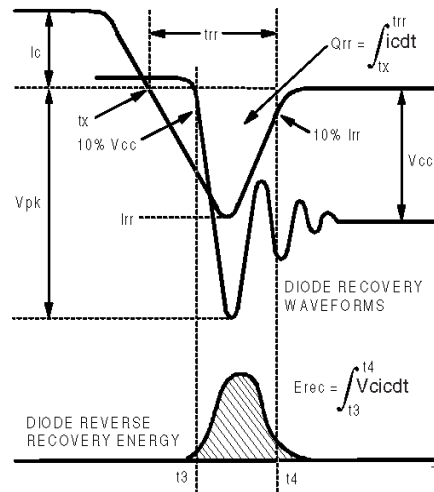 trr
Ic
Qrr = ∫ trr tx icdt
tx
10% Vcc
10% Irr
Vpk
Vcc
Irr
DIODE RECOVERY
WAVEFORMS
Erec = ∫ t4 t3 Vcicdt
DIODE REVERSE
RECOVERY ENERGY
t3
t4